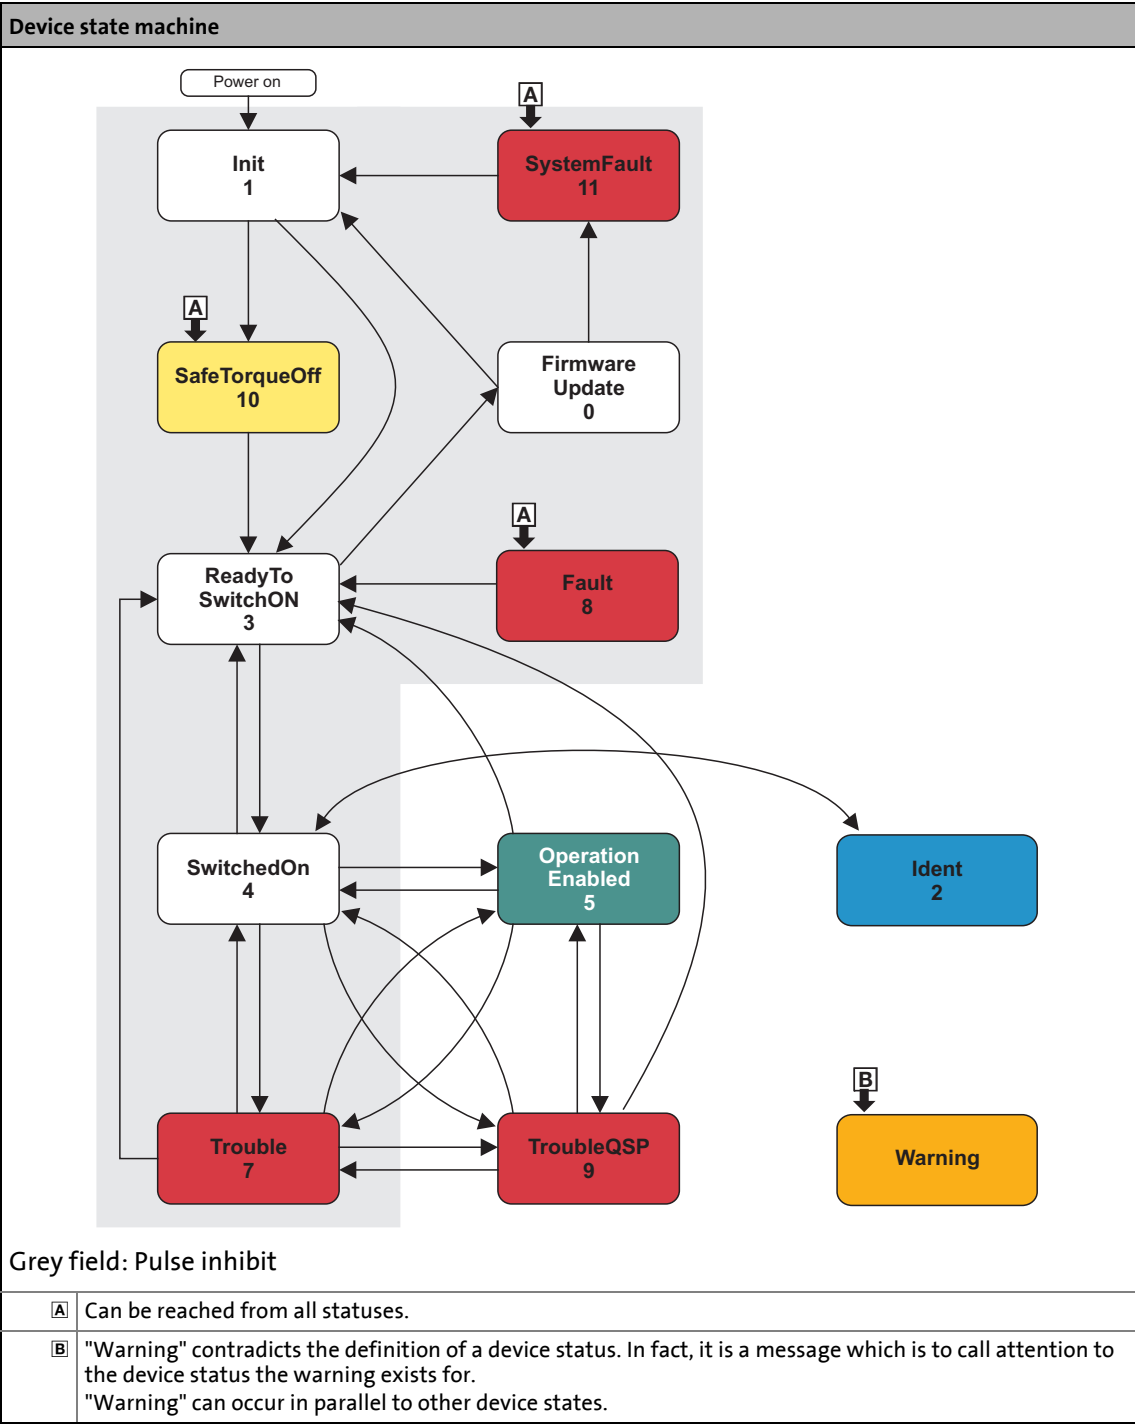 Device state machine
Power on
A
Init
1
SystemFault
11
A
SafeTorqueOff
10
Firmware
Update
0
A
ReadyTo
SwitchON
3
Fault
8
SwitchedOn
4
Operation
Enabled
5
Ident
2
B
Trouble
7
TroubleQSP
9
Warning
Grey field: Pulse inhibit
A Can be reached from all statuses.
B "Warning" contradicts the definition of a device status. In fact, it is a message which is to call attention to
the device status the warning exists for.
"Warning" can occur in parallel to other device states.